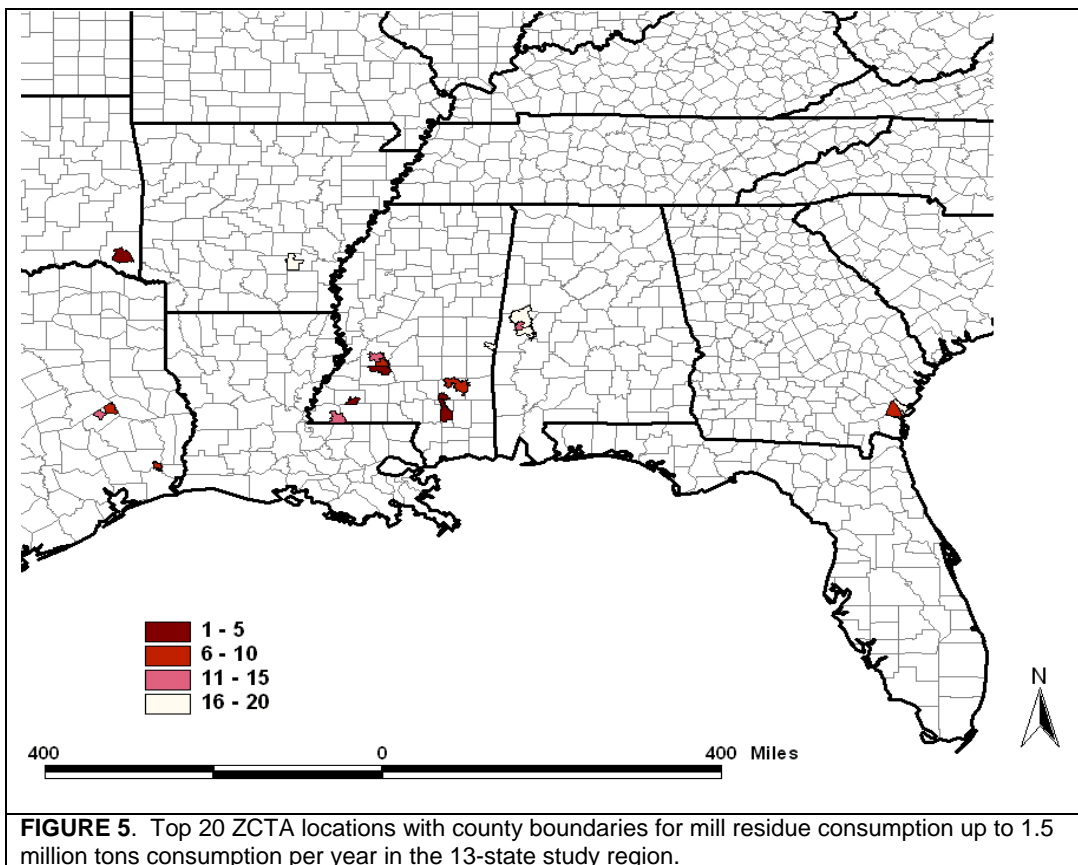 1 - 5
6 - 10
11 - 15
16 - 20
N
400 0 400 Miles
FIGURE 5. Top 20 ZCTA locations with county boundaries for mill residue consumption up to 1.5
million tons consumption per year in the 13-state study region.